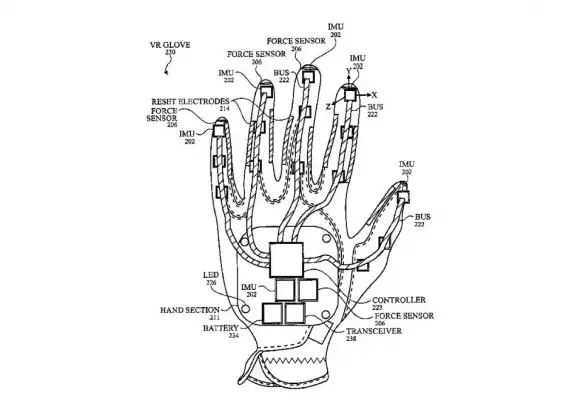 VR GLOVE
230
FORCE SENSOR
206
IMU
202
FORCE SENSOR
206
BUS
222
IMU
202
IMU
202
Y
X
Z
BUS
222
RESET ELECTRODES
214
FORCE
SENSOR
206
IMU
202
IMU
202
BUS
222
LED
226
IMU
202
HAND SECTION
211
BATTERY
234
CONTROLLER
223
FORCE SENSOR
206
TRANSCEIVER
238